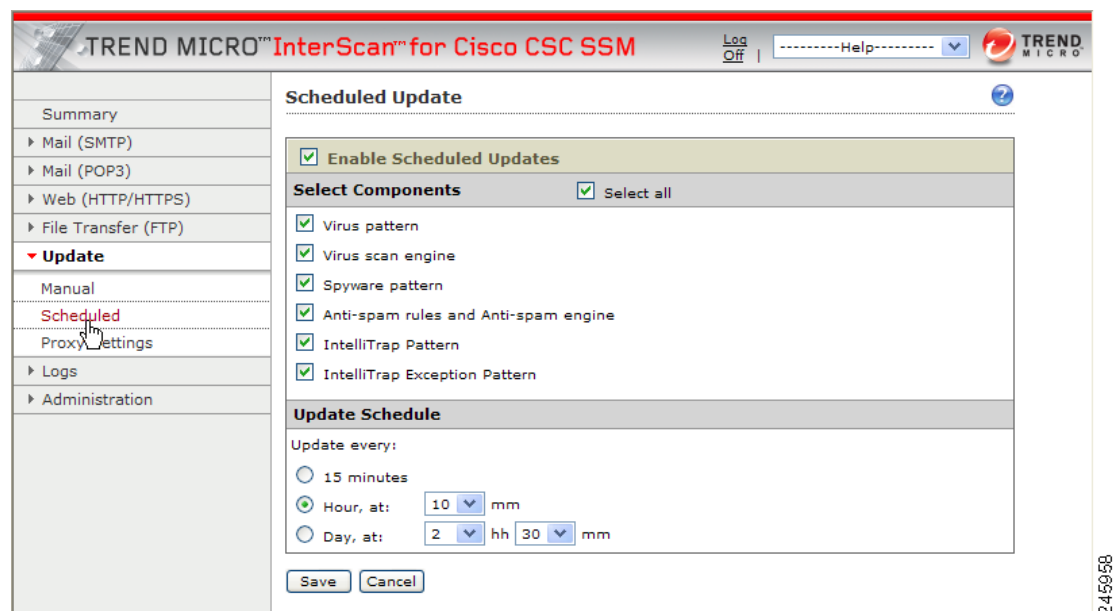 TREND MICRO™ InterScan™ for Cisco CSC SSM
Log Off |
---------Help---------
TREND MICRO
Summary
Mail (SMTP)
Mail (POP3)
Web (HTTP/HTTPS)
File Transfer (FTP)
Update
Manual
Scheduled
Proxy Settings
Logs
Administration
Scheduled Update
?
Enable Scheduled Updates
Select Components Select all
Virus pattern
Virus scan engine
Spyware pattern
Anti-spam rules and Anti-spam engine
IntelliTrap Pattern
IntelliTrap Exception Pattern
Update Schedule
Update every:
15 minutes
Hour, at: 10 mm
Day, at: 2 hh 30 mm
Save Cancel
245958